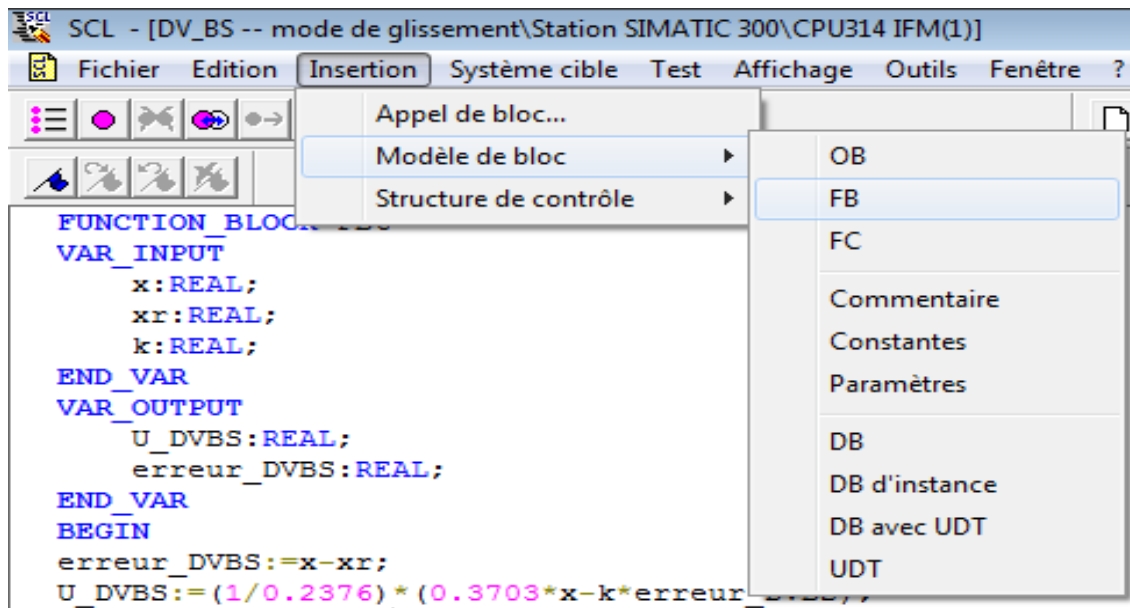 SCL - [DV_BS -- mode de glissement\Station SIMATIC 300\CPU314 IFM(1)]
Fichier Edition Insertion Système cible Test Affichage Outils Fenêtre ?
Appel de bloc...
Modèle de bloc
Structure de contrôle
OB
FB
FC
Commentaire
Constantes
Paramètres
DB
DB d'instance
DB avec UDT
UDT
VAR_INPUT
x:REAL;
xr:REAL;
k:REAL;
END_VAR
VAR_OUTPUT
U_DVBS:REAL;
erreur_DVBS:REAL;
END_VAR
BEGIN
erreur_DVBS:=x-xr;
U_DVBS:=(1/0.2376)*(0.3703*x-k*erreur